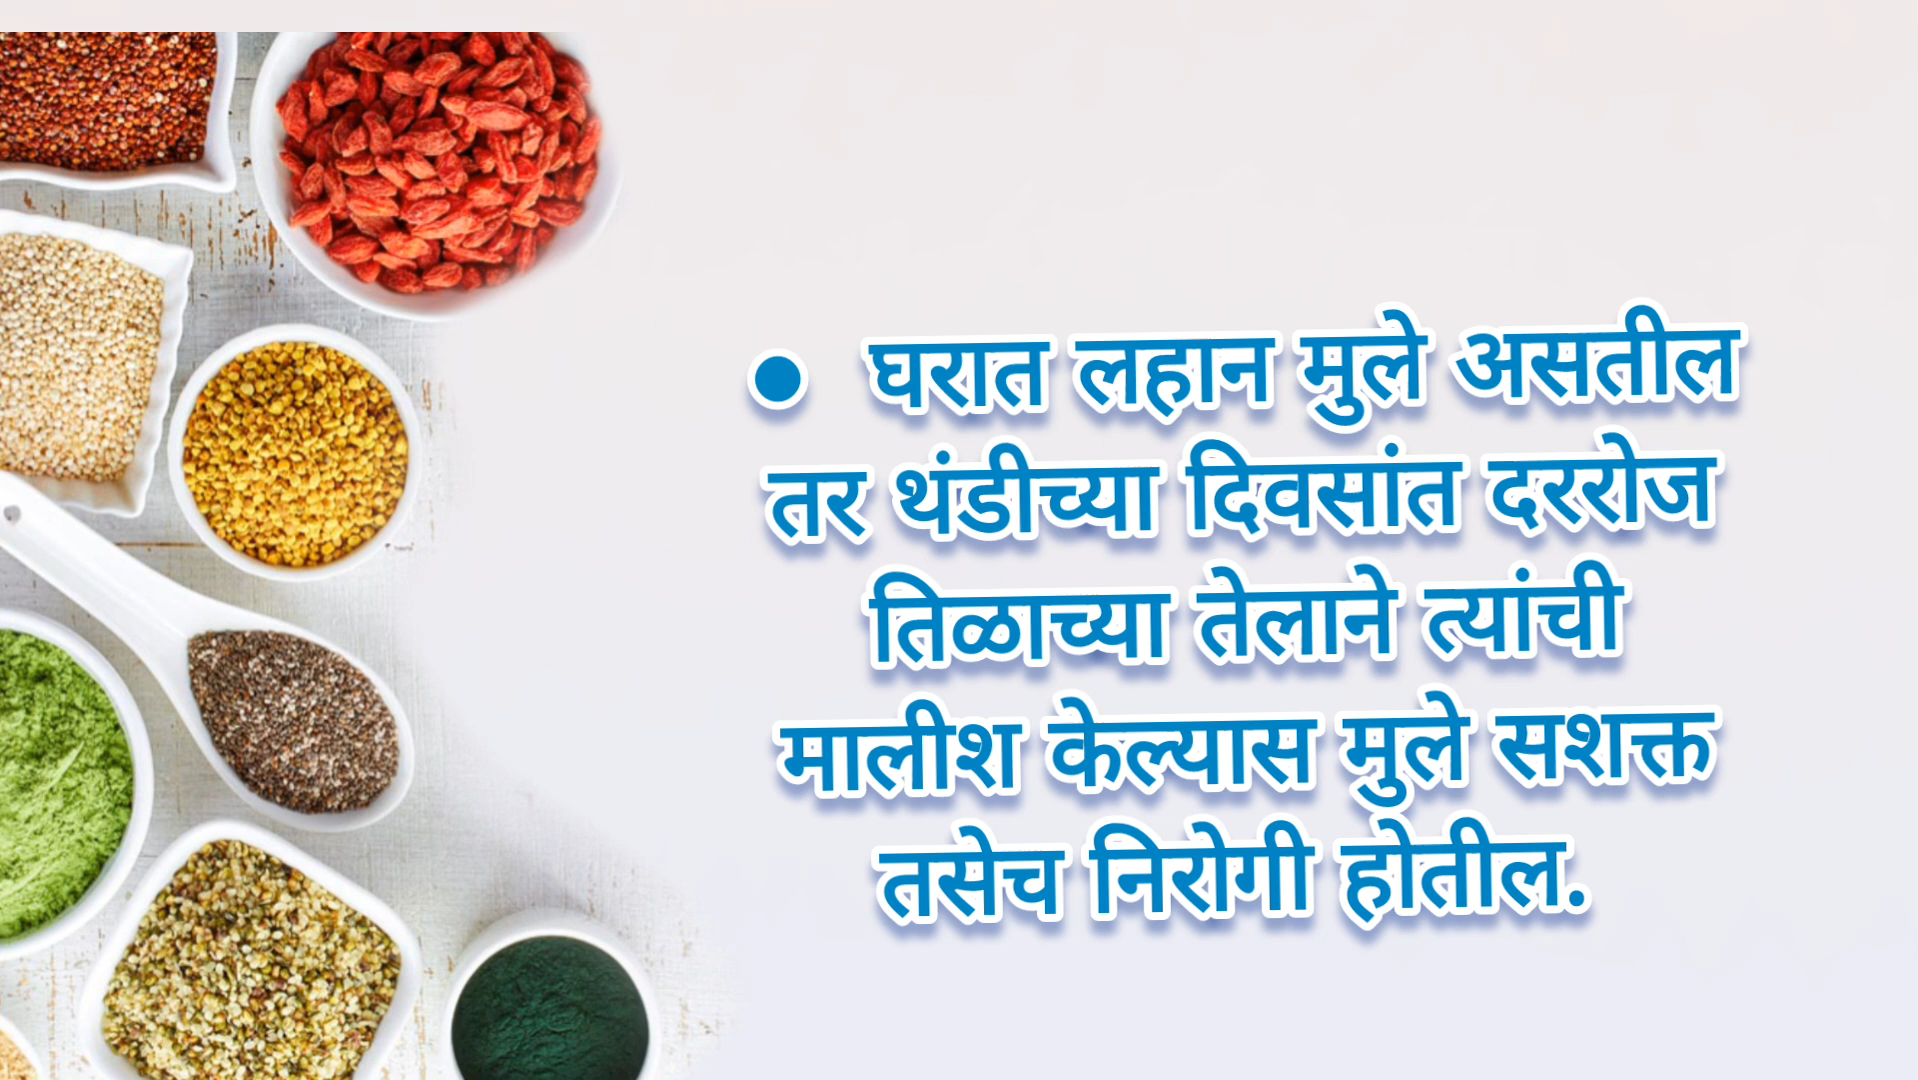 • घरात लहान मुले असतील
तर थंडीच्या दिवसांत दररोज
तिळाच्या तेलाने त्यांची
मालीश केल्यास मुले सशक्त
तसेच निरोगी होतील.